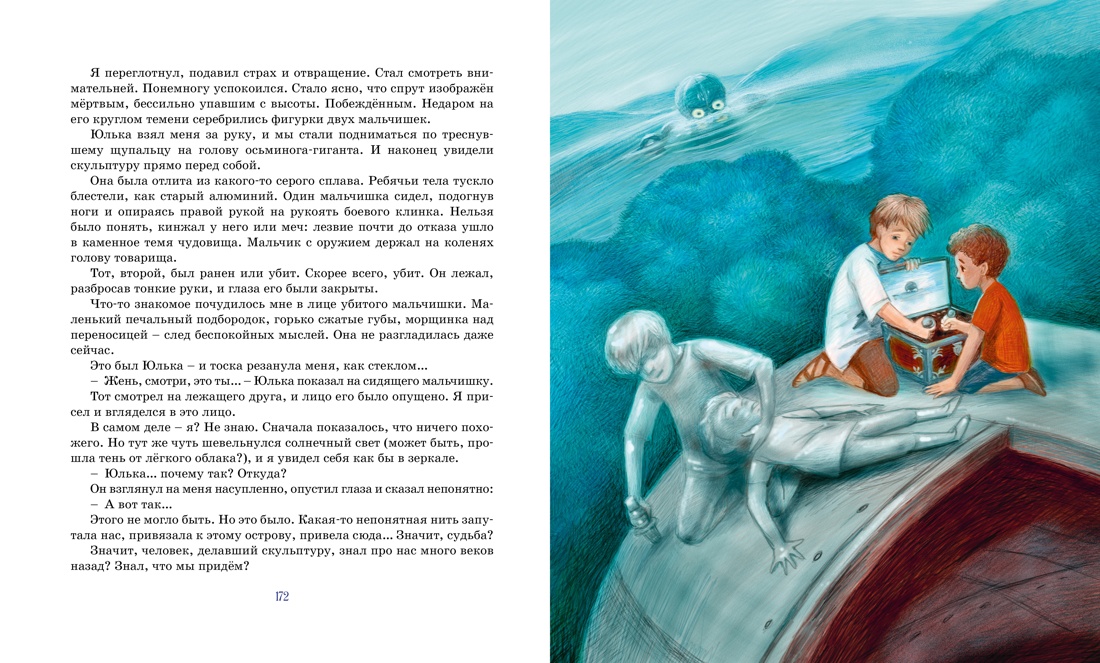 Я переглотнул, подавил страх и отвращение. Стал смотреть вни-
мательней. Понемногу успокоился. Стало ясно, что спрут изображён
мёртвым, бессильно упавшим с высоты. Побеждённым. Недаром на
его круглом темени серебрились фигурки двух мальчишек.
Юлька взял меня за руку, и мы стали подниматься по треснув-
шему щупальцу на голову осьминога-гиганта. И наконец увидели
скульптуру прямо перед собой.
Она была отлита из какого-то серого сплава. Ребячьи тела тускло
блестели, как старый алюминий. Один мальчишка сидел, подогнув
ноги и опираясь правой рукой на рукоять боевого клинка. Нельзя
было понять, кинжал у него или меч: лезвие почти до отказа ушло
в каменное темя чудовища. Мальчик с оружием держал на коленях
голову товарища.
Тот, второй, был ранен или убит. Скорее всего, убит. Он лежал,
разбросав тонкие руки, и глаза его были закрыты.
Что-то знакомое почудилось мне в лице убитого мальчишки. Ма-
ленький печальный подбородок, горько сжатые губы, морщинка над
переносицей – след беспокойных мыслей. Она не разгладилась даже
сейчас.
Это был Юлька – и тоска резанула меня, как стеклом...
– Жень, смотри, это ты... – Юлька показал на сидящего мальчишку.
Тот смотрел на лежащего друга, и лицо его было опущено. Я при-
сел и вгляделся в это лицо.
В самом деле – я? Не знаю. Сначала показалось, что ничего похо-
жего. Но тут же чуть шевельнулся солнечный свет (может быть, про-
шла тень от лёгкого облака?), и я увидел себя как бы в зеркале.
– Юлька... почему так? Откуда?
Он взглянул на меня насупленно, опустил глаза и сказал непонятно:
– А вот так...
Этого не могло быть. Но это было. Какая-то непонятная нить запу-
тала нас, привязала к этому острову, привела сюда... Значит, судьба?
Значит, человек, делавший скульптуру, знал про нас много веков
назад? Знал, что мы придём?
172